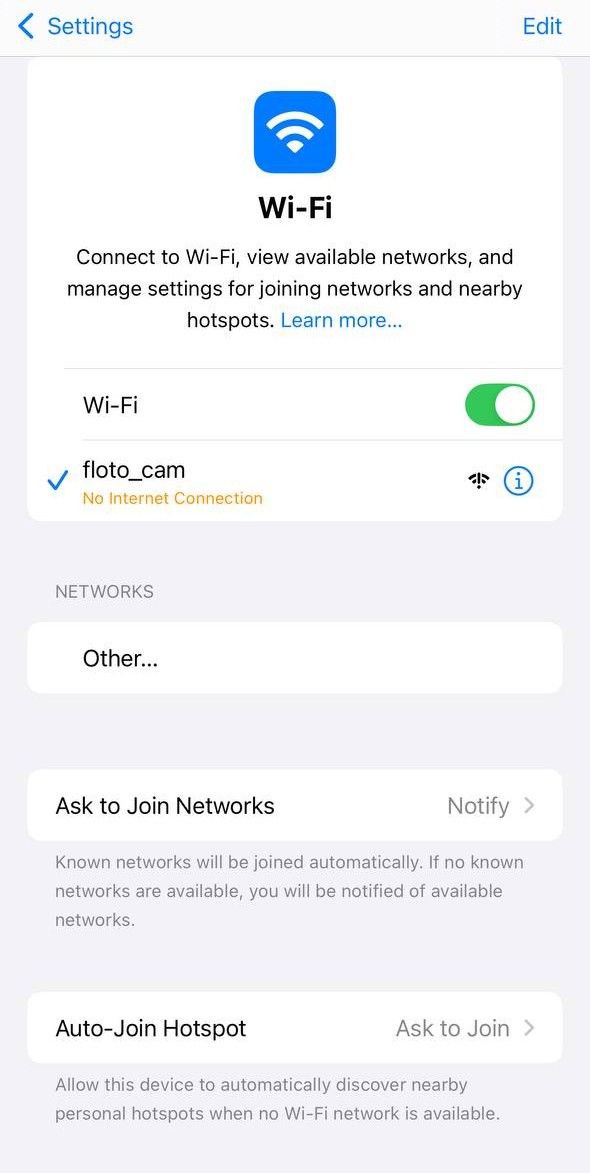 Settings
Edit
Wi-Fi
Connect to Wi-Fi, view available networks, and
manage settings for joining networks and nearby
hotspots. Learn more...
Wi-Fi
floto_cam
No Internet Connection
NETWORKS
Other...
Ask to Join Networks
Notify
Known networks will be joined automatically. If no known
networks are available, you will be notified of available
networks.
Auto-Join Hotspot
Ask to Join
Allow this device to automatically discover nearby
personal hotspots when no Wi-Fi network is available.